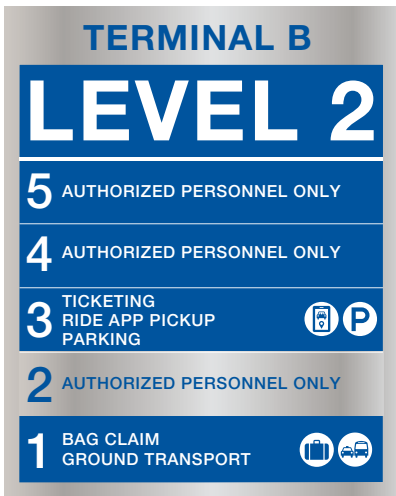 TERMINAL B
LEVEL 2
5 AUTHORIZED PERSONNEL ONLY
4 AUTHORIZED PERSONNEL ONLY
3 TICKETING
RIDE APP PICKUP
PARKING
P
2 AUTHORIZED PERSONNEL ONLY
1 BAG CLAIM
GROUND TRANSPORT